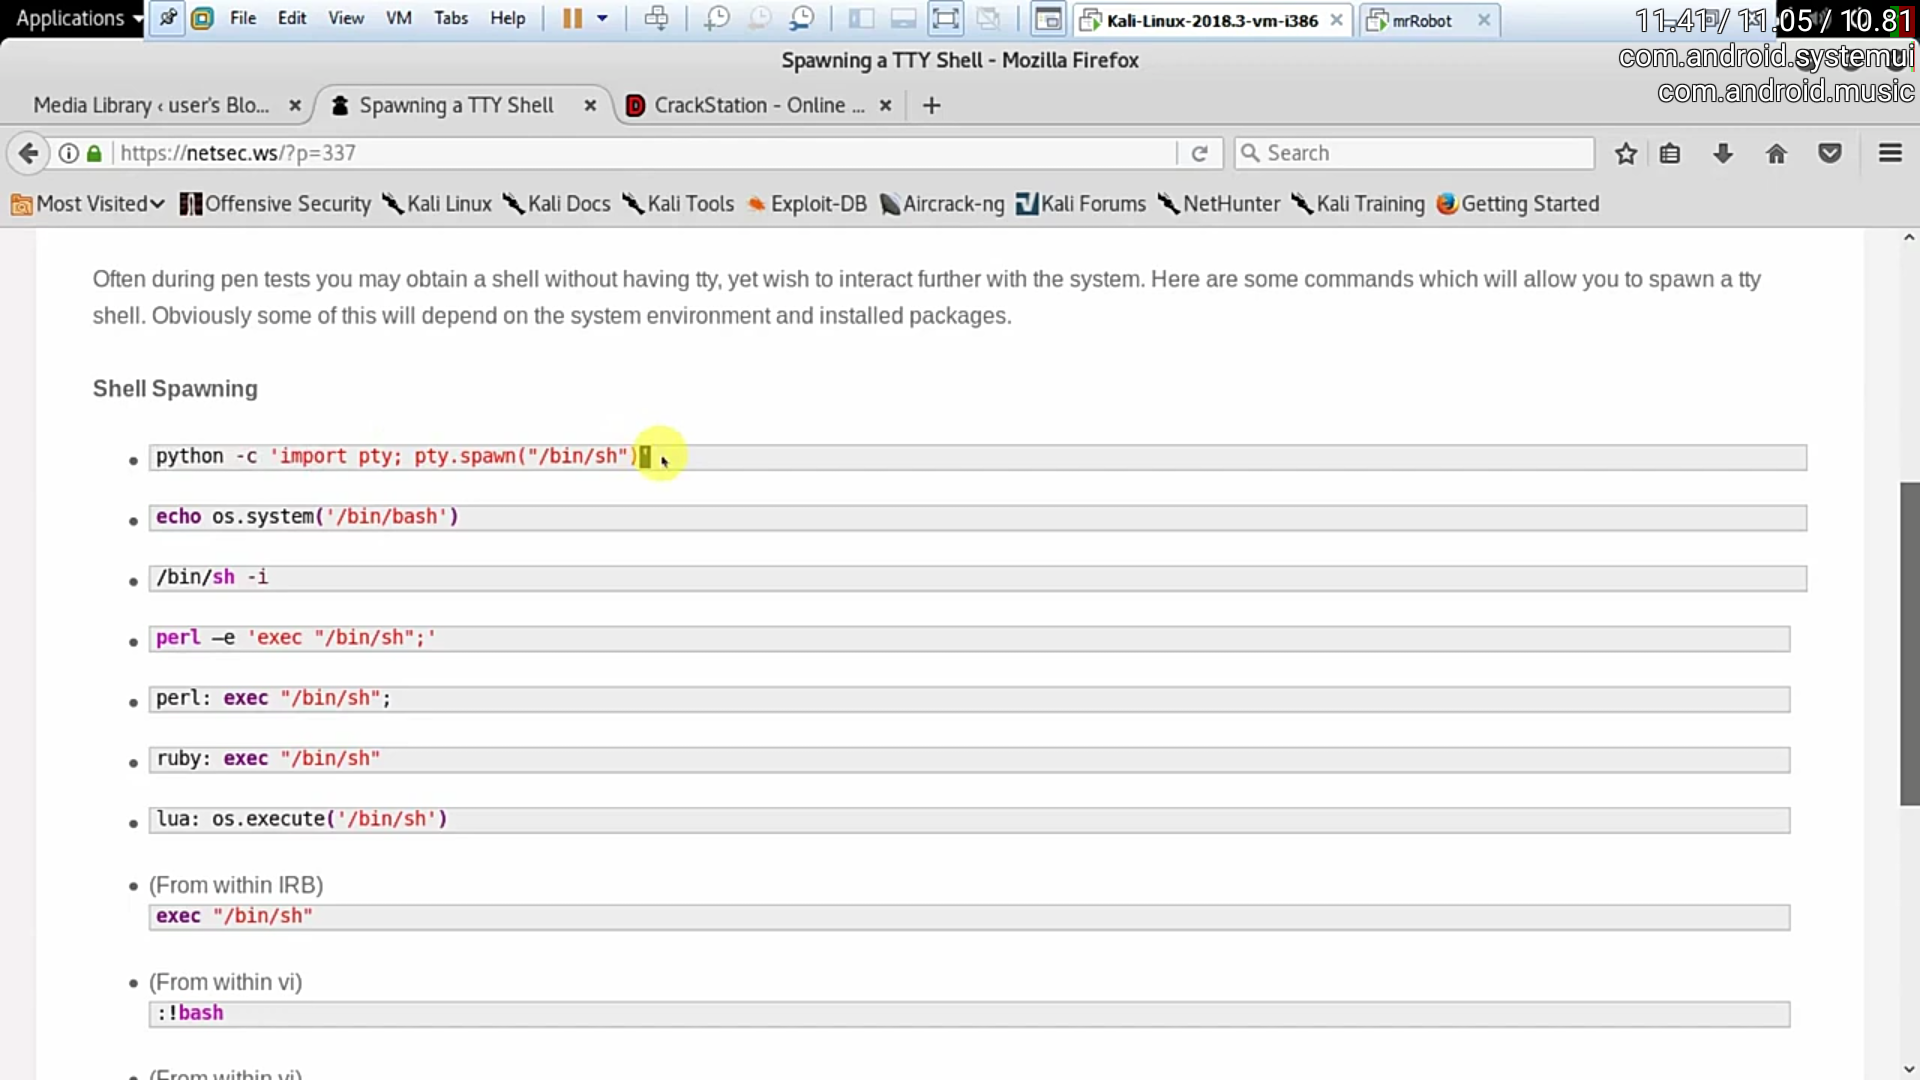 Applications
File Edit View VM Tabs Help
Kali-Linux-2018.3-vm-i386
mrRobot
11.41 / 11.05 / 10.81
com.android.systemui
com.android.music
Spawning a TTY Shell - Mozilla Firefox
Media Library ‹ user's Blo...
Spawning a TTY Shell
CrackStation - Online ...
https://netsec.ws/?p=337
Search
Most Visited
Offensive Security
Kali Linux
Kali Docs
Kali Tools
Exploit-DB
Aircrack-ng
Kali Forums
NetHunter
Kali Training
Getting Started
Often during pen tests you may obtain a shell without having tty, yet wish to interact further with the system. Here are some commands which will allow you to spawn a tty
shell. Obviously some of this will depend on the system environment and installed packages.
Shell Spawning
python -c 'import pty; pty.spawn("/bin/sh")'
echo os.system('/bin/bash')
/bin/sh -i
perl —e 'exec "/bin/sh";'
perl: exec "/bin/sh";
ruby: exec "/bin/sh"
lua: os.execute('/bin/sh')
(From within IRB)
exec "/bin/sh"
(From within vi)
:!bash
(From within vi)